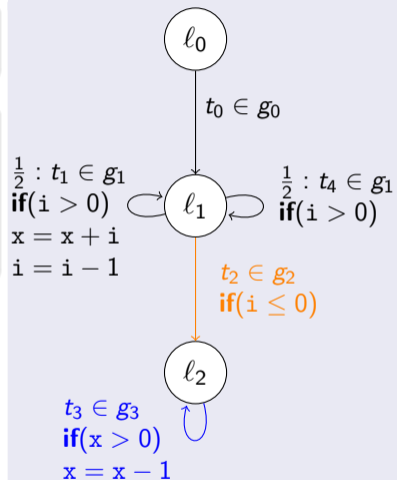 ℓ₀
t₀ ∈ g₀
½ : t₁ ∈ g₁
if(i > 0)
x = x + i
i = i − 1
ℓ₁
½ : t₄ ∈ g₁
if(i > 0)
t₂ ∈ g₂
if(i ≤ 0)
ℓ₂
t₃ ∈ g₃
if(x > 0)
x = x − 1